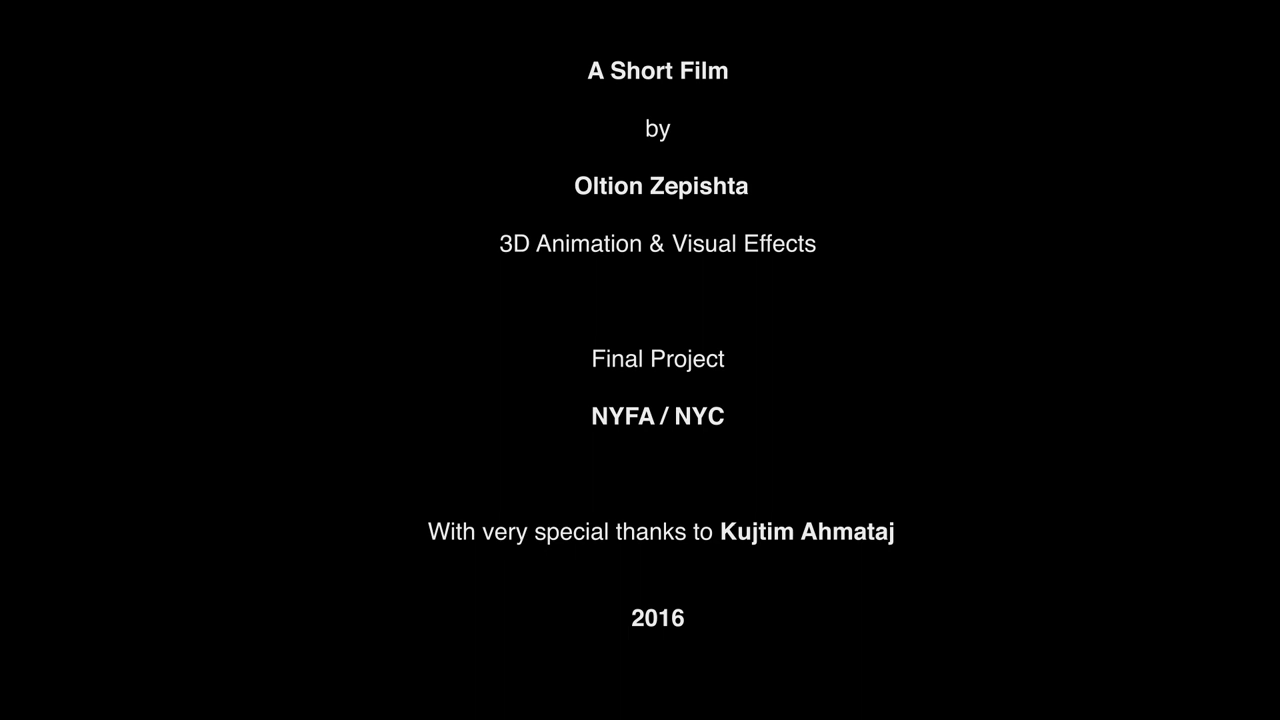 A Short Film
by
Oltion Zepishta
3D Animation & Visual Effects
Final Project
NYFA / NYC
With very special thanks to Kujtim Ahmataj
2016